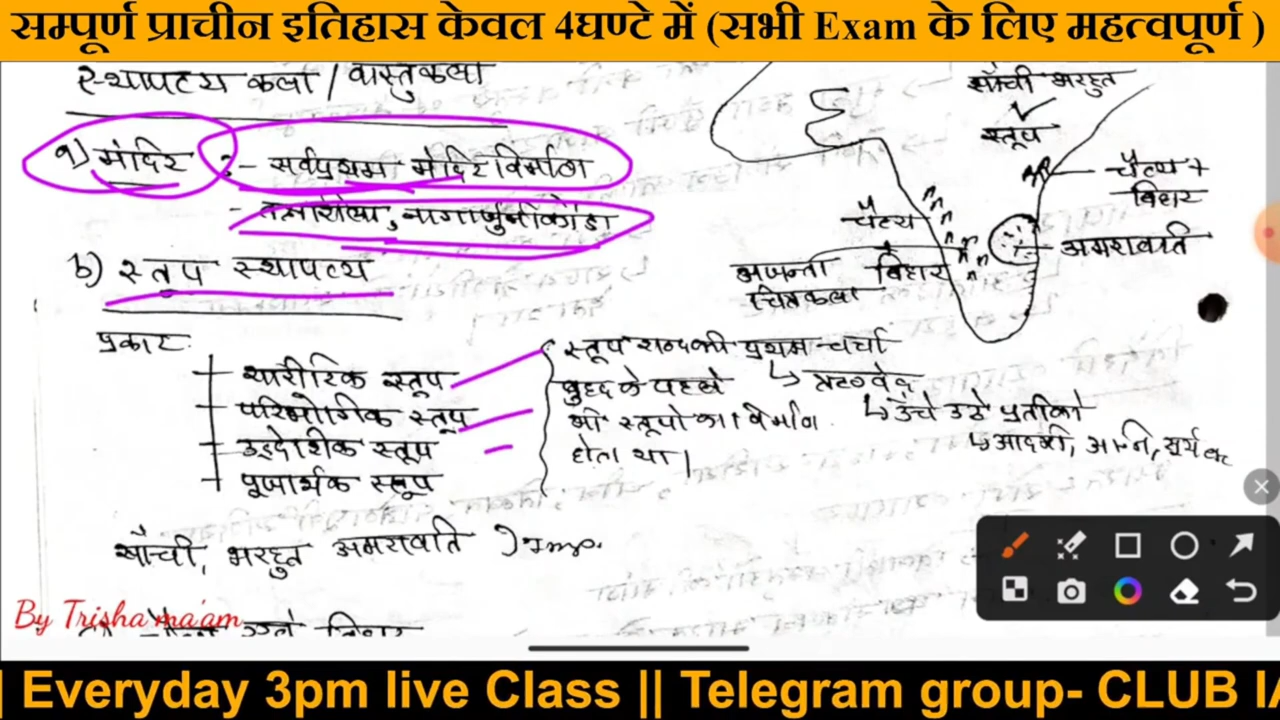 सम्पूर्ण प्राचीन इतिहास केवल 4घण्टे में (सभी Exam के लिए महत्वपूर्ण )
स्थापत्य कला / वास्तुकला
a) मंदिर :- सर्वप्रथम मंदिर निर्माण
- तक्षशिला, नागार्जुनीकोंडा
b) स्तूप स्थापत्य
प्रकार
शारीरिक स्तूप
परिभोगिक स्तूप
उद्देशिक स्तूप
पूजार्थक स्तूप
स्तूप शब्द की प्रथम चर्चा
↳ ऋग्वेद
बुद्ध के पहले
भी स्तूपो का निर्माण
होता था।
↳ ऊँचे उठे प्रतीको
↳ आदमी, अग्नि, सूर्य
साँची भरहुत
स्तूप
चैत्य +
विहार
चैत्य
अमरावति
अजन्ता
चित्रकला
विहार
साँची, भरहुत अमरावति } Imp.
By Trisha ma'am
| Everyday 3pm live Class || Telegram group- CLUB IA